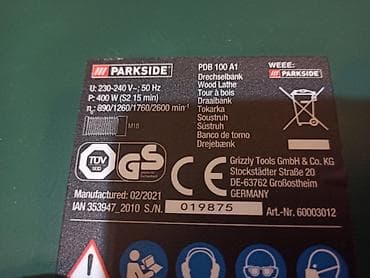 PARKSIDE
U: 230-240 V~; 50 Hz
P: 400 W (S2 15 min)
n₀: 890/1260/1760/2600 min⁻¹
M18
PDB 100 A1
Drechselbank
Wood Lathe
Tour à bois
Draaibank
Tokarka
Soustruh
Sústruh
Banco de torno
Drejebænk
WEEE:
PARKSIDE
TÜV
SÜD
GS
CE
Grizzly Tools GmbH & Co. KG
Stockstädter Straße 20
DE-63762 Großostheim
GERMANY
Manufactured: 02/2021
IAN 353947_2010 S./N.
019875
Art.-Nr. 60003012